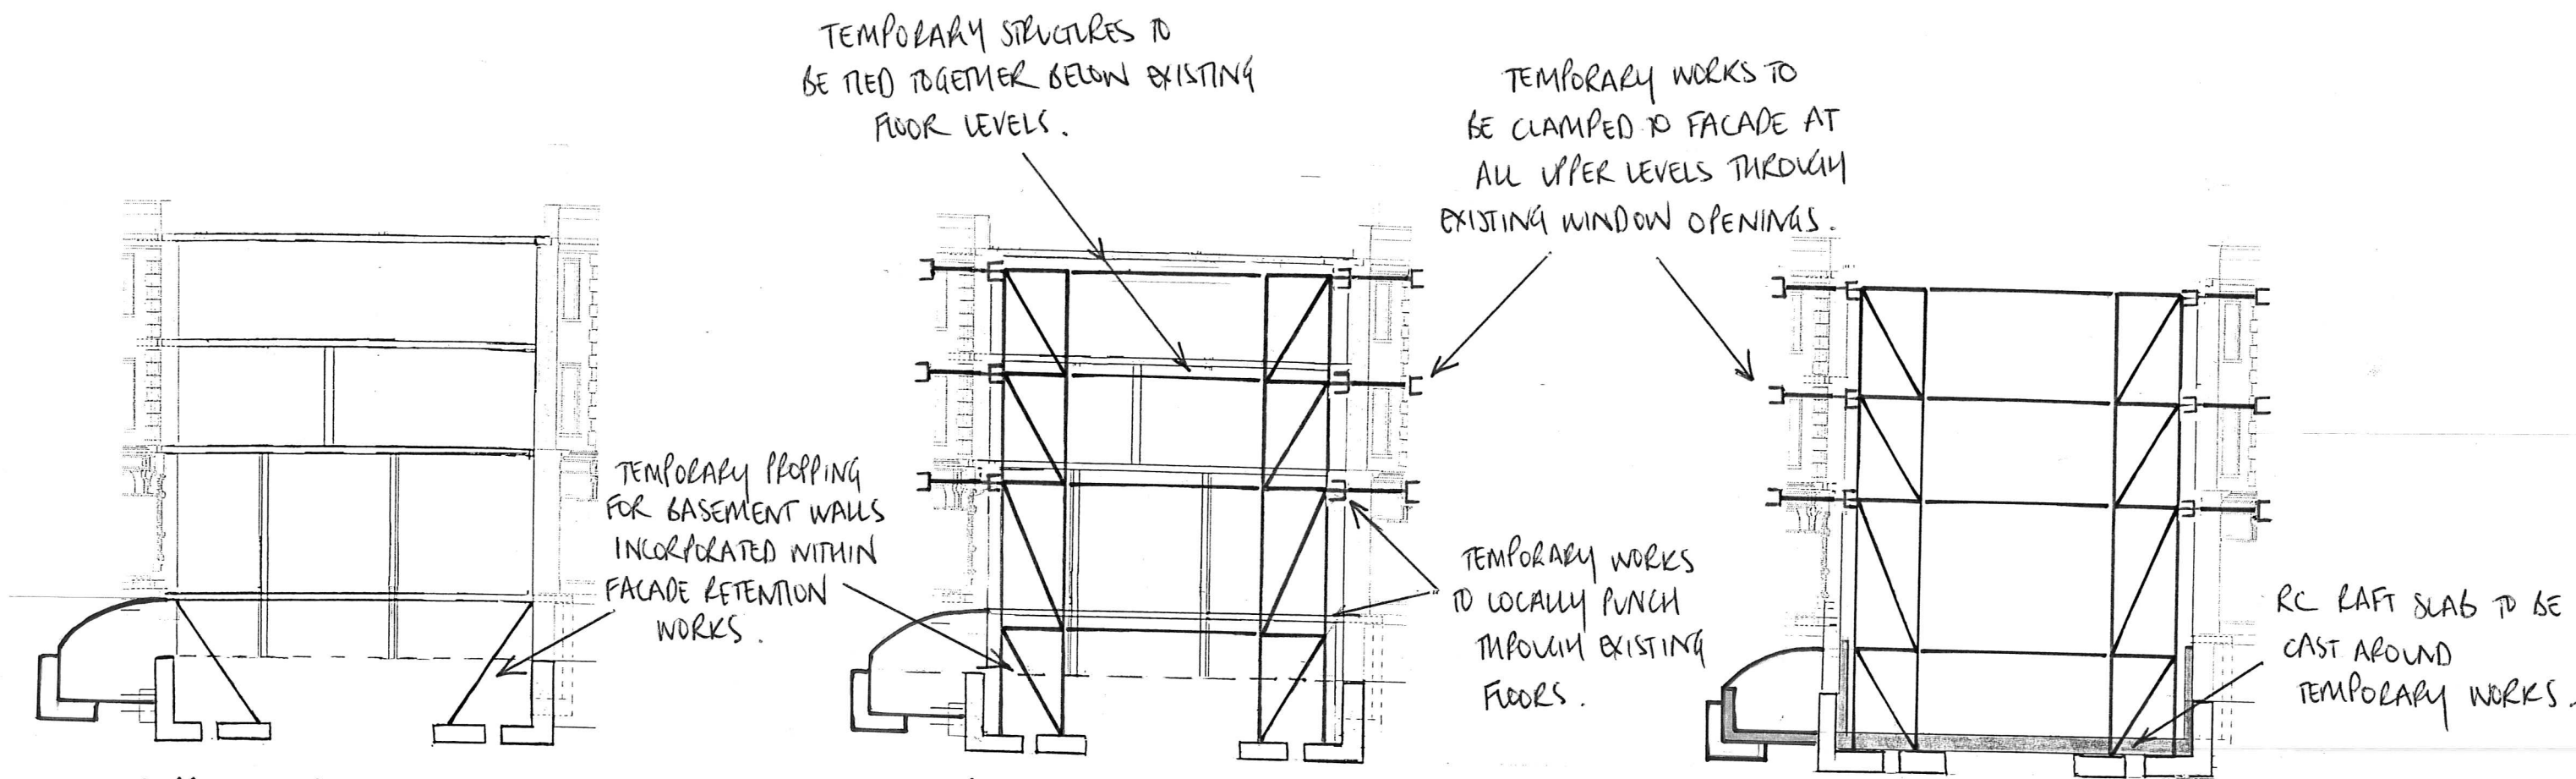 TEMPORARY STRUCTURES TO
BE TIED TOGETHER BELOW EXISTING
FLOOR LEVELS.
TEMPORARY WORKS TO
BE CLAMPED TO FACADE AT
ALL UPPER LEVELS THROUGH
EXISTING WINDOW OPENINGS.
TEMPORARY PROPPING
FOR BASEMENT WALLS
INCORPORATED WITHIN
FACADE RETENTION
WORKS.
TEMPORARY WORKS
TO LOCALLY PUNCH
THROUGH EXISTING
FLOORS.
RC RAFT SLAB TO BE
CAST AROUND
TEMPORARY WORKS.